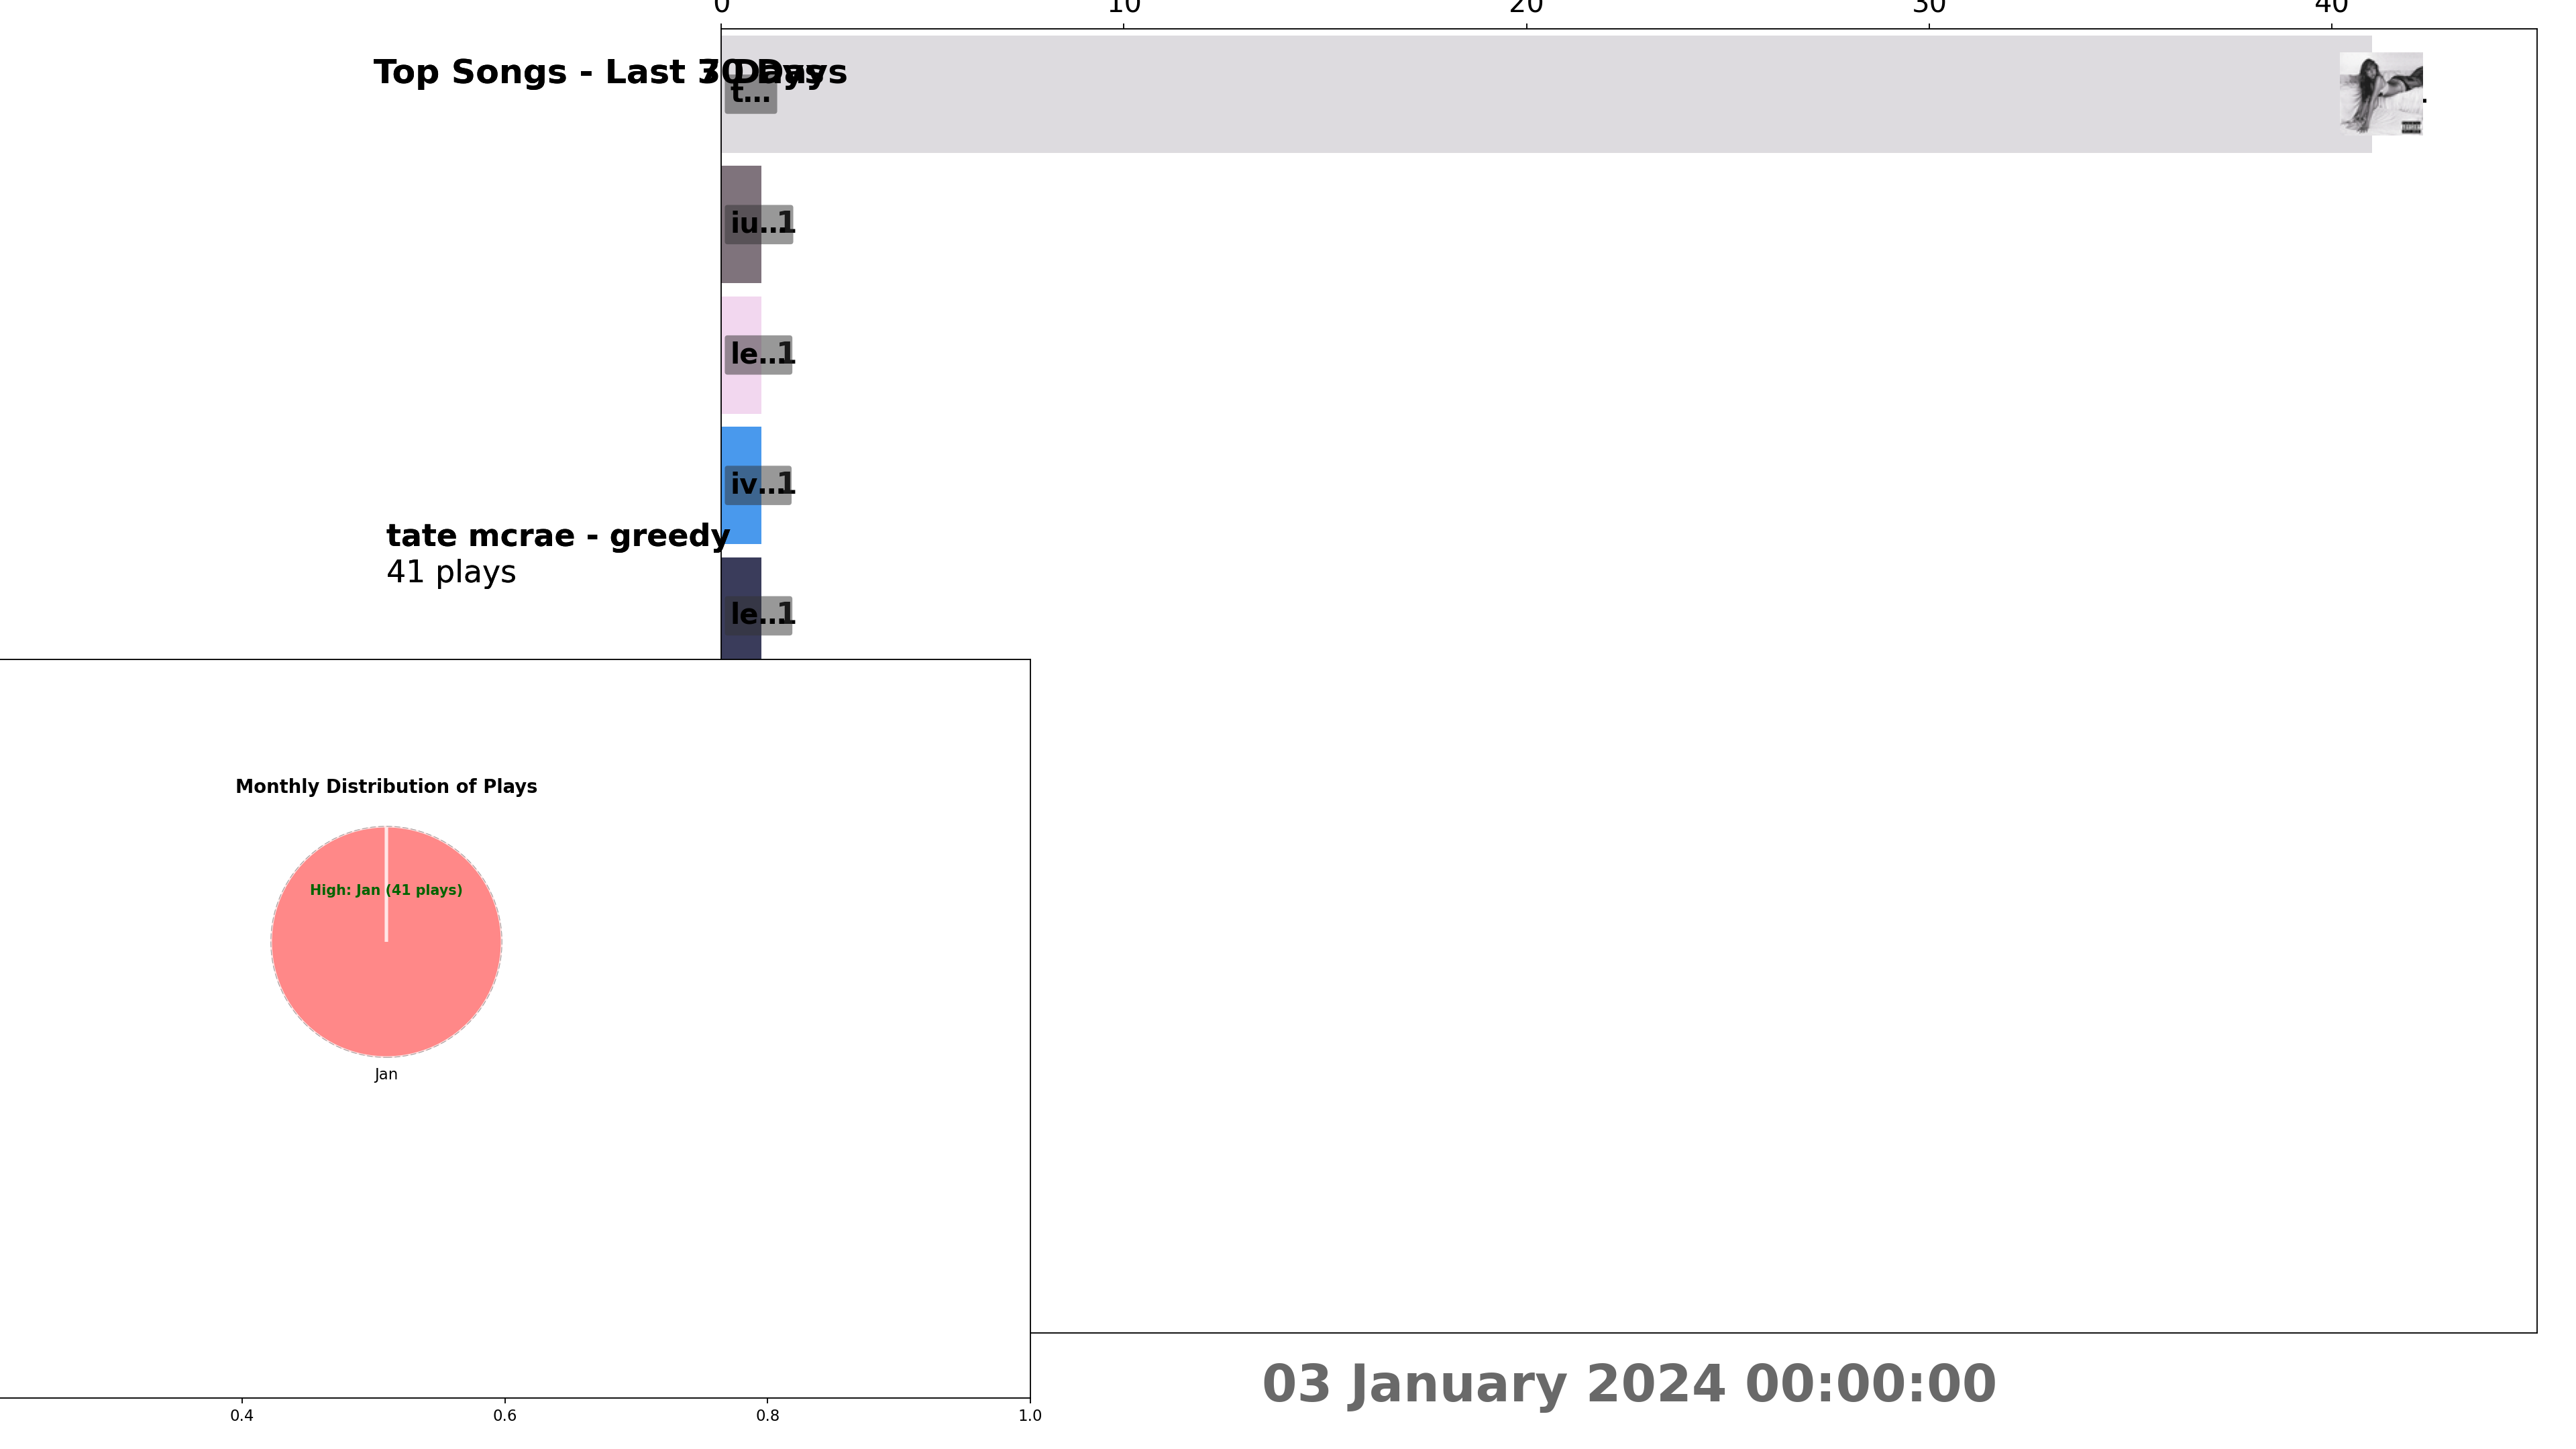 0 10 20 30 40
Top Songs - Last 30 Days
t...
iu... 1
le... 1
iv... 1
tate mcrae - greedy
41 plays
le... 1
Monthly Distribution of Plays
High: Jan (41 plays)
Jan
0.4 0.6 0.8 1.0
03 January 2024 00:00:00